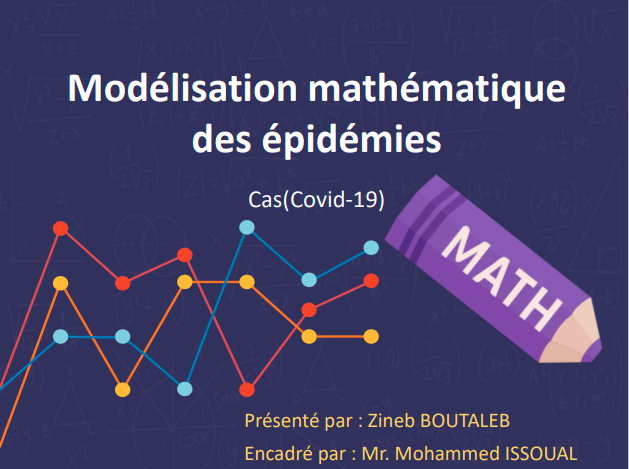 Modélisation mathématique
des épidémies
Cas(Covid-19)
MATH
Présenté par : Zineb BOUTALEB
Encadré par : Mr. Mohammed ISSOUAL